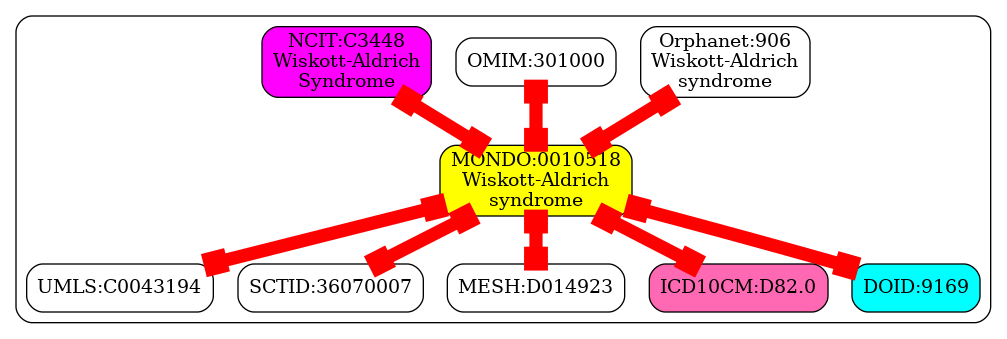 NCIT:C3448
Wiskott-Aldrich
Syndrome
OMIM:301000
Orphanet:906
Wiskott-Aldrich
syndrome
MONDO:0010518
Wiskott-Aldrich
syndrome
UMLS:C0043194
SCTID:36070007
MESH:D014923
ICD10CM:D82.0
DOID:9169